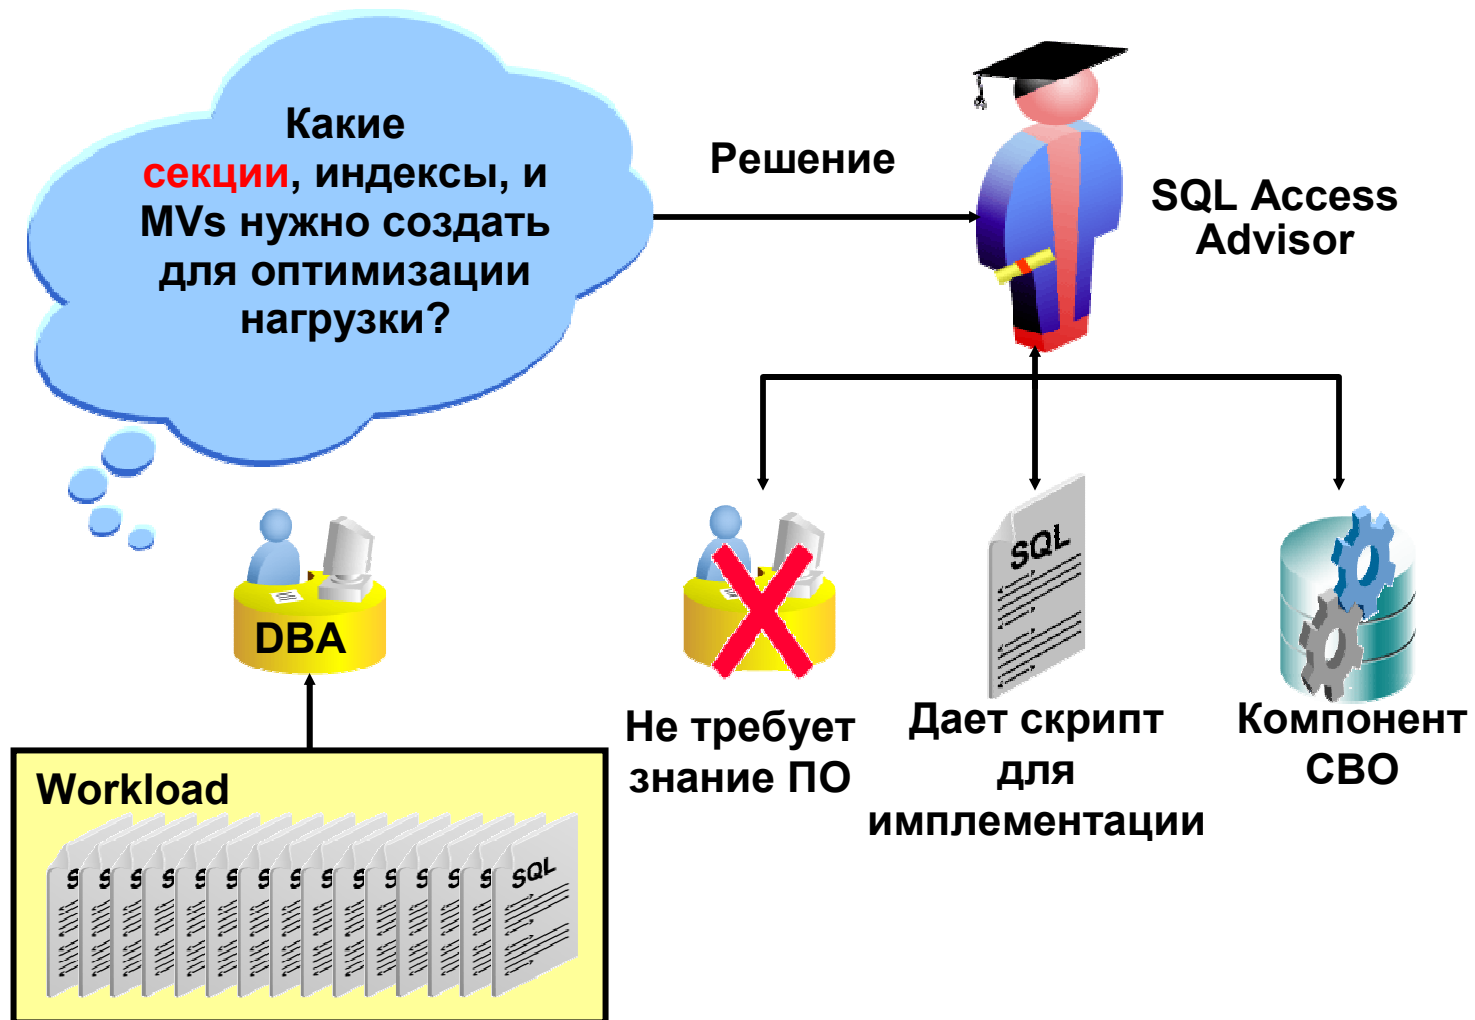 Какие
секции, индексы, и
MVs нужно создать
для оптимизации
нагрузки?
Решение
SQL Access
Advisor
DBA
SQL
Не требует
знание ПО
Дает скрипт
для
имплементации
Компонент
CBO
Workload
SQL